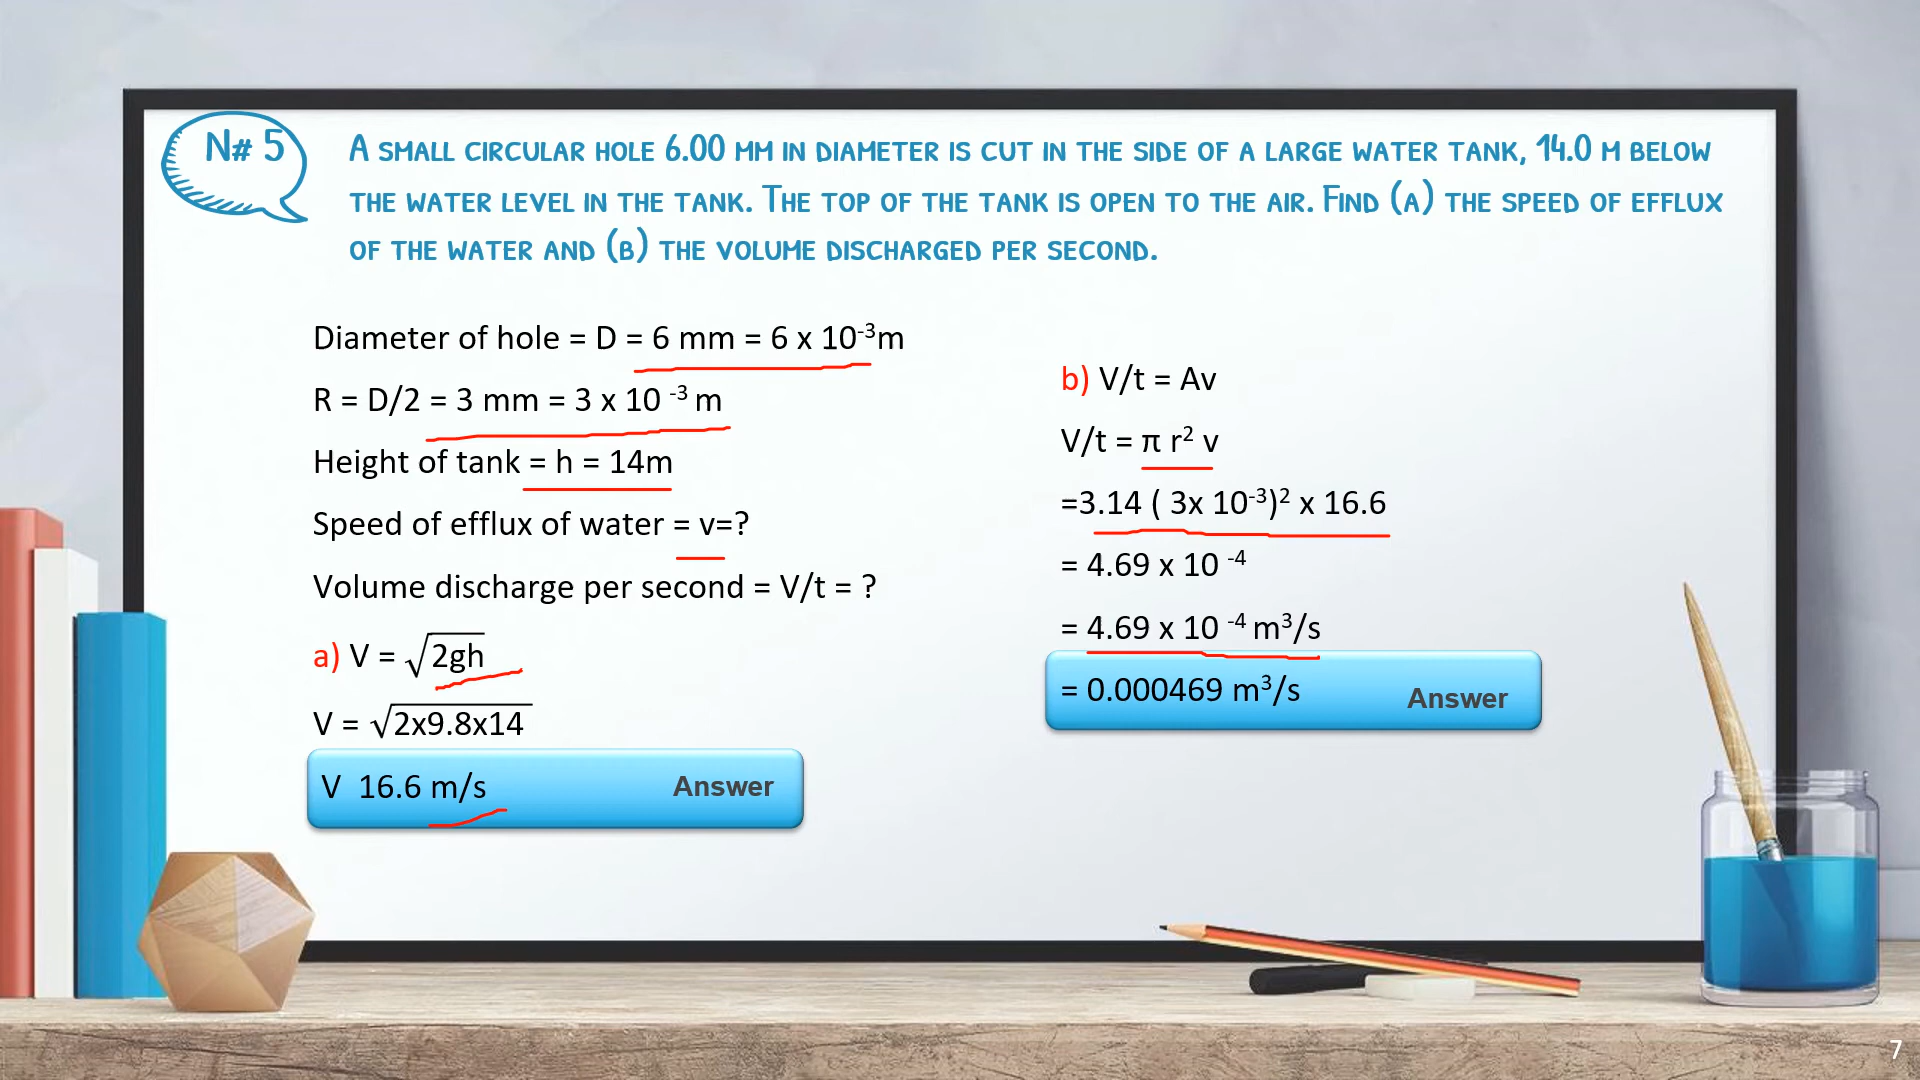 N# 5
A SMALL CIRCULAR HOLE 6.00 MM IN DIAMETER IS CUT IN THE SIDE OF A LARGE WATER TANK, 14.0 M BELOW
THE WATER LEVEL IN THE TANK. THE TOP OF THE TANK IS OPEN TO THE AIR. FIND (A) THE SPEED OF EFFLUX
OF THE WATER AND (B) THE VOLUME DISCHARGED PER SECOND.
Diameter of hole = D = 6 mm = 6 x 10⁻³m
R = D/2 = 3 mm = 3 x 10 ⁻³ m
Height of tank = h = 14m
Speed of efflux of water = v=?
Volume discharge per second = V/t = ?
a) V = √2gh
V = √2x9.8x14
V 16.6 m/s Answer
b) V/t = Av
V/t = π r² v
=3.14 ( 3x 10⁻³)² x 16.6
= 4.69 x 10 ⁻⁴
= 4.69 x 10 ⁻⁴ m³/s
= 0.000469 m³/s Answer
7